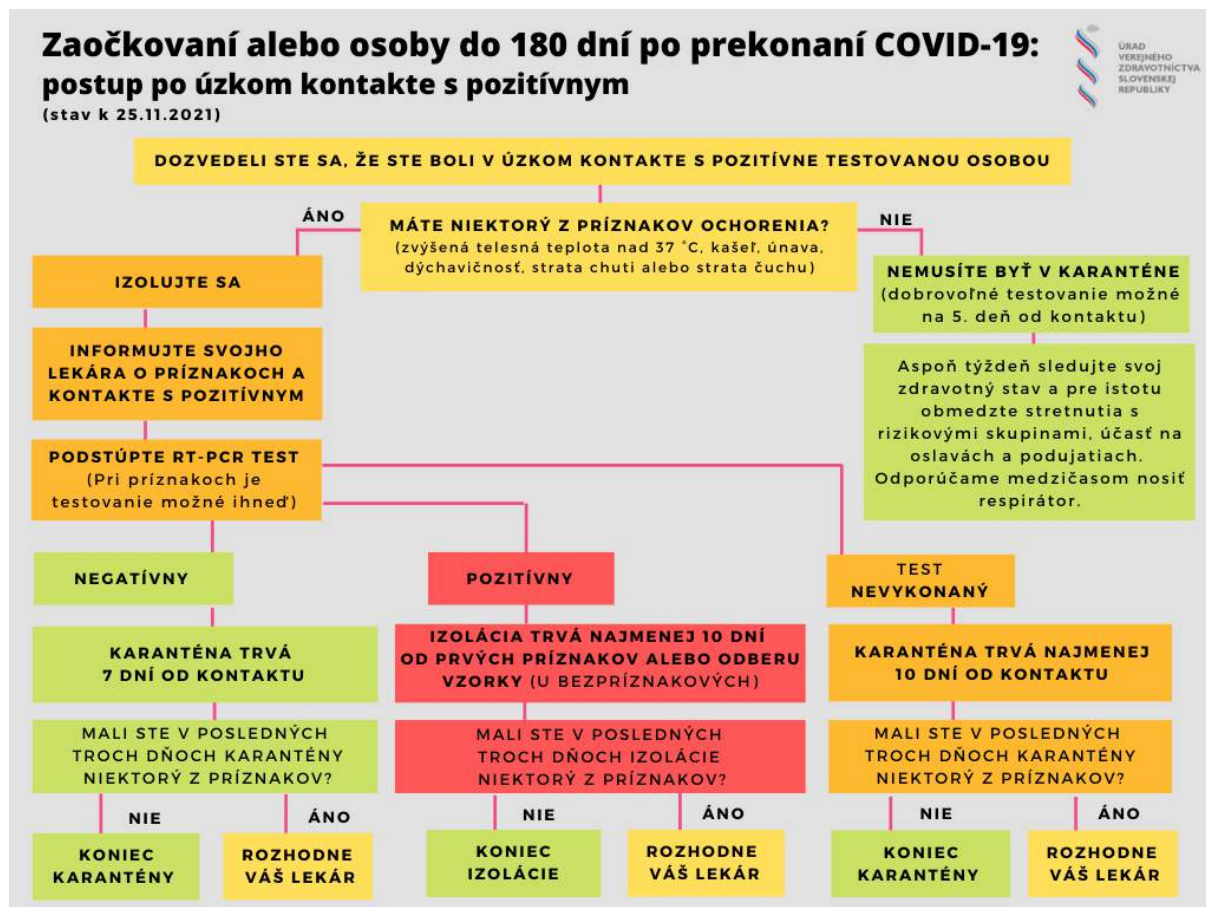 Zaočkovaní alebo osoby do 180 dní po prekonaní COVID-19:
postup po úzkom kontakte s pozitívnym
(stav k 25.11.2021)
ÚRAD
VEREJNÉHO
ZDRAVOTNÍCTVA
SLOVENSKEJ
REPUBLIKY
DOZVEDELI STE SA, ŽE STE BOLI V ÚZKOM KONTAKTE S POZITÍVNE TESTOVANOU OSOBOU
ÁNO
MÁTE NIEKTORÝ Z PRÍZNAKOV OCHORENIA?
(zvýšená telesná teplota nad 37 °C, kašeľ, únava,
dýchavičnosť, strata chuti alebo strata čuchu)
NIE
IZOLUJTE SA
INFORMUJTE SVOJHO
LEKÁRA O PRÍZNAKOCH A
KONTAKTE S POZITÍVNYM
PODSTÚPTE RT-PCR TEST
(Pri príznakoch je
testovanie možné ihneď)
NEMUSÍTE BYŤ V KARANTÉNE
(dobrovoľné testovanie možné
na 5. deň od kontaktu)
Aspoň týždeň sledujte svoj
zdravotný stav a pre istotu
obmedzte stretnutia s
rizikovými skupinami, účasť na
oslavách a podujatiach.
Odporúčame medzičasom nosiť
respirátor.
NEGATÍVNY
KARANTÉNA TRVÁ
7 DNÍ OD KONTAKTU
MALI STE V POSLEDNÝCH
TROCH DŇOCH KARANTÉNY
NIEKTORÝ Z PRÍZNAKOV?
NIE
ÁNO
KONIEC
KARANTÉNY
ROZHODNE
VÁŠ LEKÁR
POZITÍVNY
IZOLÁCIA TRVÁ NAJMENEJ 10 DNÍ
OD PRVÝCH PRÍZNAKOV ALEBO ODBERU
VZORKY (U BEZPRÍZNAKOVÝCH)
MALI STE V POSLEDNÝCH
TROCH DŇOCH IZOLÁCIE
NIEKTORÝ Z PRÍZNAKOV?
NIE
ÁNO
KONIEC
IZOLÁCIE
ROZHODNE
VÁŠ LEKÁR
TEST
NEVYKONANÝ
KARANTÉNA TRVÁ NAJMENEJ
10 DNÍ OD KONTAKTU
MALI STE V POSLEDNÝCH
TROCH DŇOCH KARANTÉNY
NIEKTORÝ Z PRÍZNAKOV?
NIE
ÁNO
KONIEC
KARANTÉNY
ROZHODNE
VÁŠ LEKÁR